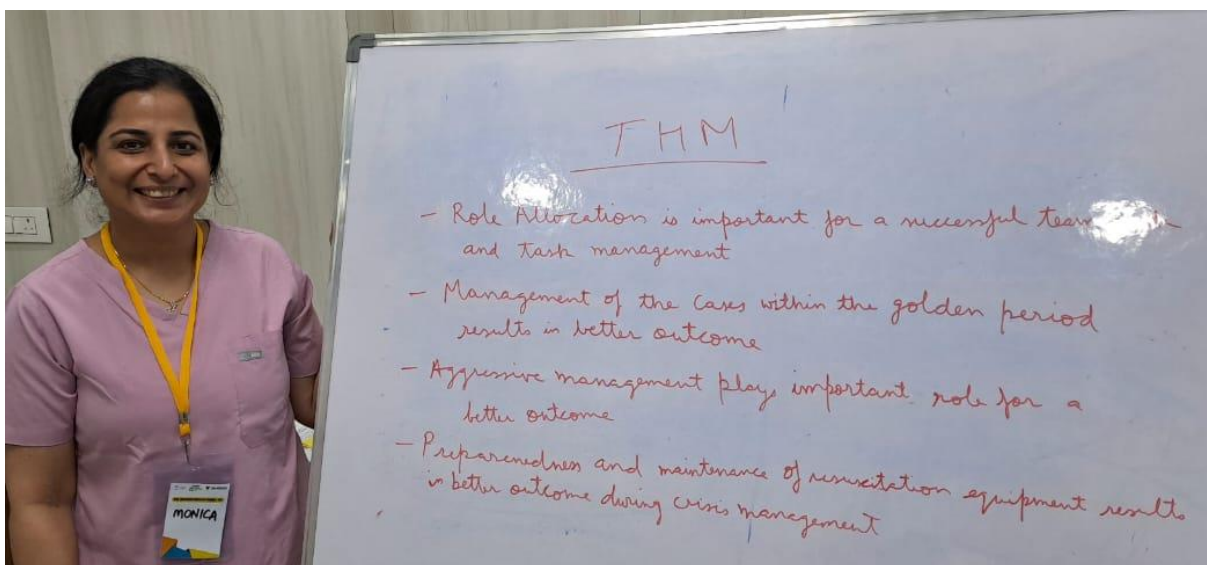 THM
- Role Allocation is important for a successful team
and task management
- Management of the cases within the golden period
results in better outcome
- Aggressive management plays important role for a
better outcome
- Preparenedness and maintenance of resuscitation equipment results
in better outcome during crisis management
MONICA